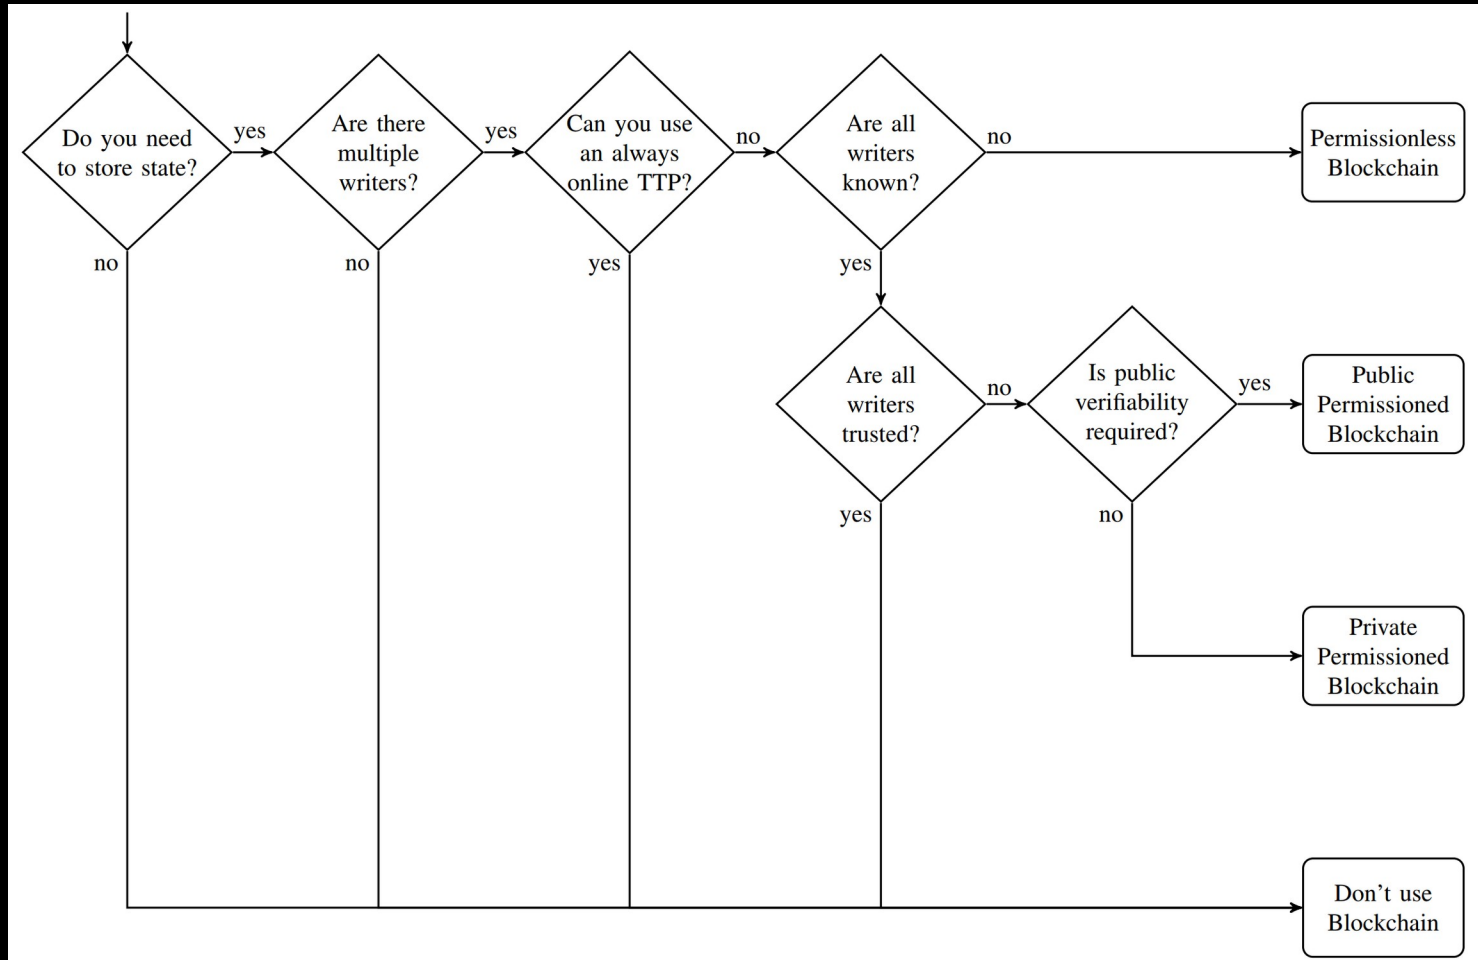 Do you need
to store state?
yes
no
Are there
multiple
writers?
yes
no
Can you use
an always
online TTP?
no
yes
Are all
writers
known?
no
yes
Permissionless
Blockchain
Are all
writers
trusted?
no
yes
Is public
verifiability
required?
yes
no
Public
Permissioned
Blockchain
Private
Permissioned
Blockchain
Don't use
Blockchain